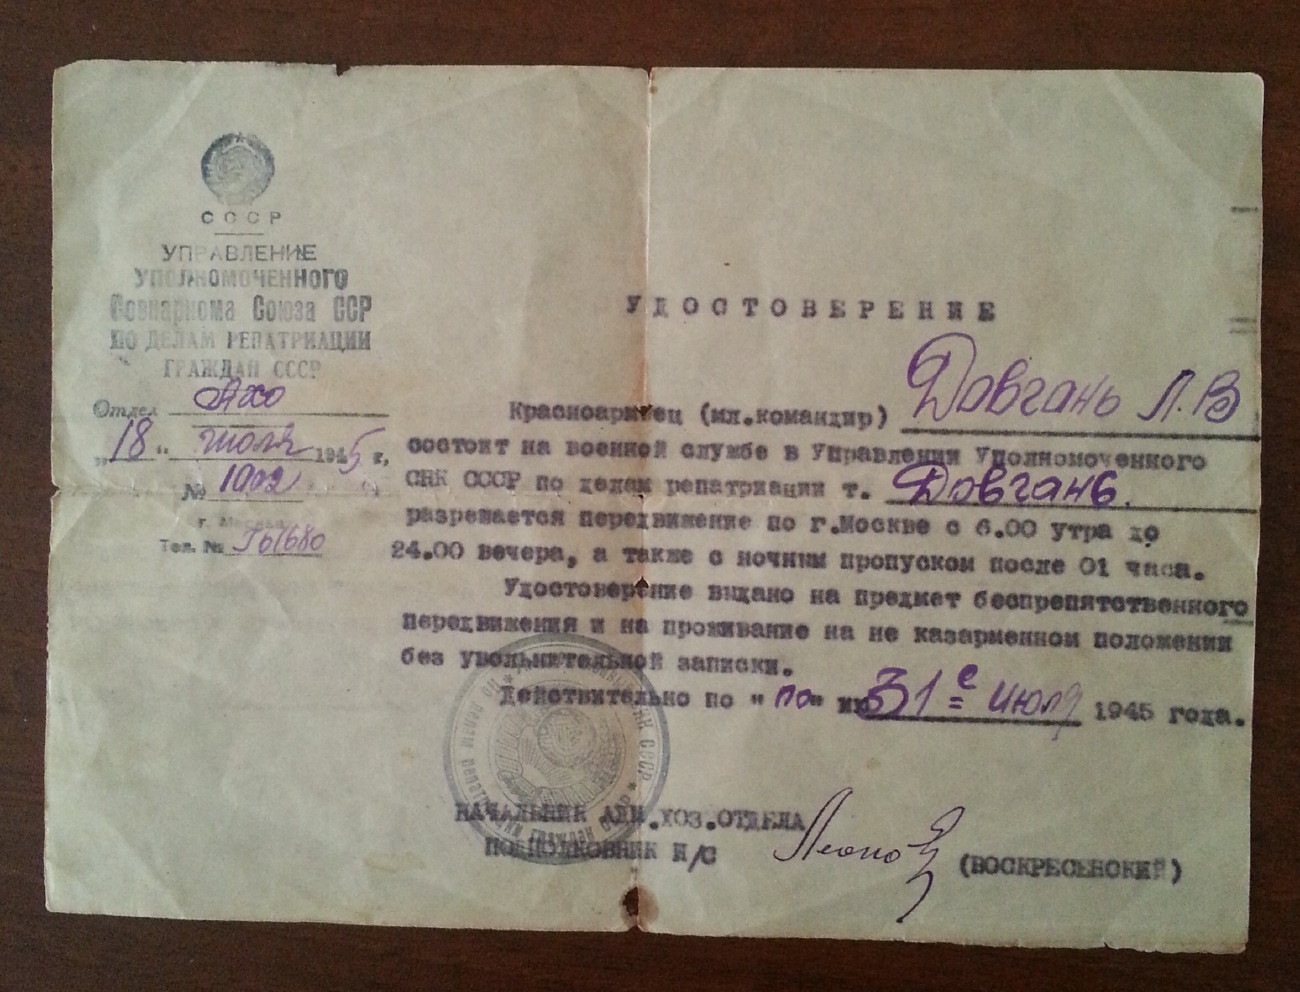 СССР
УПРАВЛЕНИЕ
УПОЛНОМОЧЕННОГО
Совнаркома Союза ССР
ПО ДЕЛАМ РЕПАТРИАЦИИ
ГРАЖДАН СССР
Отдел АХО
„18" июля 1945 г.
№ 1002
г. Москва
Тел. № Г61680
УДОСТОВЕРЕНИЕ
Красноармеец (мл.командир) Довгань Л.В
состоит на военной службе в Управлении Уполномоченного
СНК СССР по делам репатриации т. Довгань.
разрешается передвижение по г.Москве с 6.00 утра до
24.00 вечера, а также с ночным пропуском после 01 часа.
Удостоверение выдано на предмет беспрепятственного
передвижения и на проживание на не казарменном положении
без увольнительной записки.
Действительно по "по" 31е июля 1945 года.
НАЧАЛЬНИК АДМ.ХОЗ.ОТДЕЛА
ПОДПОЛКОВНИК И/С
(ВОСКРЕСЕНСКИЙ)